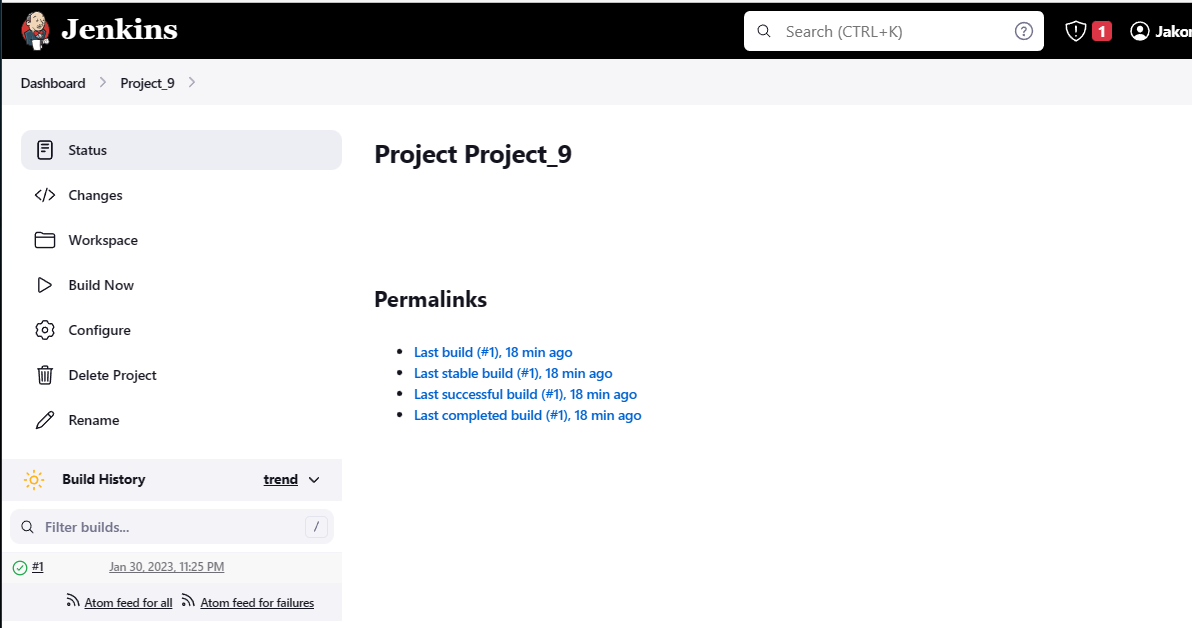 Jenkins
Search (CTRL+K)
?
1
Dashboard
Project_9
Status
Changes
Workspace
Build Now
Configure
Delete Project
Rename
Build History
trend
Filter builds...
/
#1
Jan 30, 2023, 11:25 PM
Atom feed for all
Atom feed for failures
Project Project_9
Permalinks
Last build (#1), 18 min ago
Last stable build (#1), 18 min ago
Last successful build (#1), 18 min ago
Last completed build (#1), 18 min ago